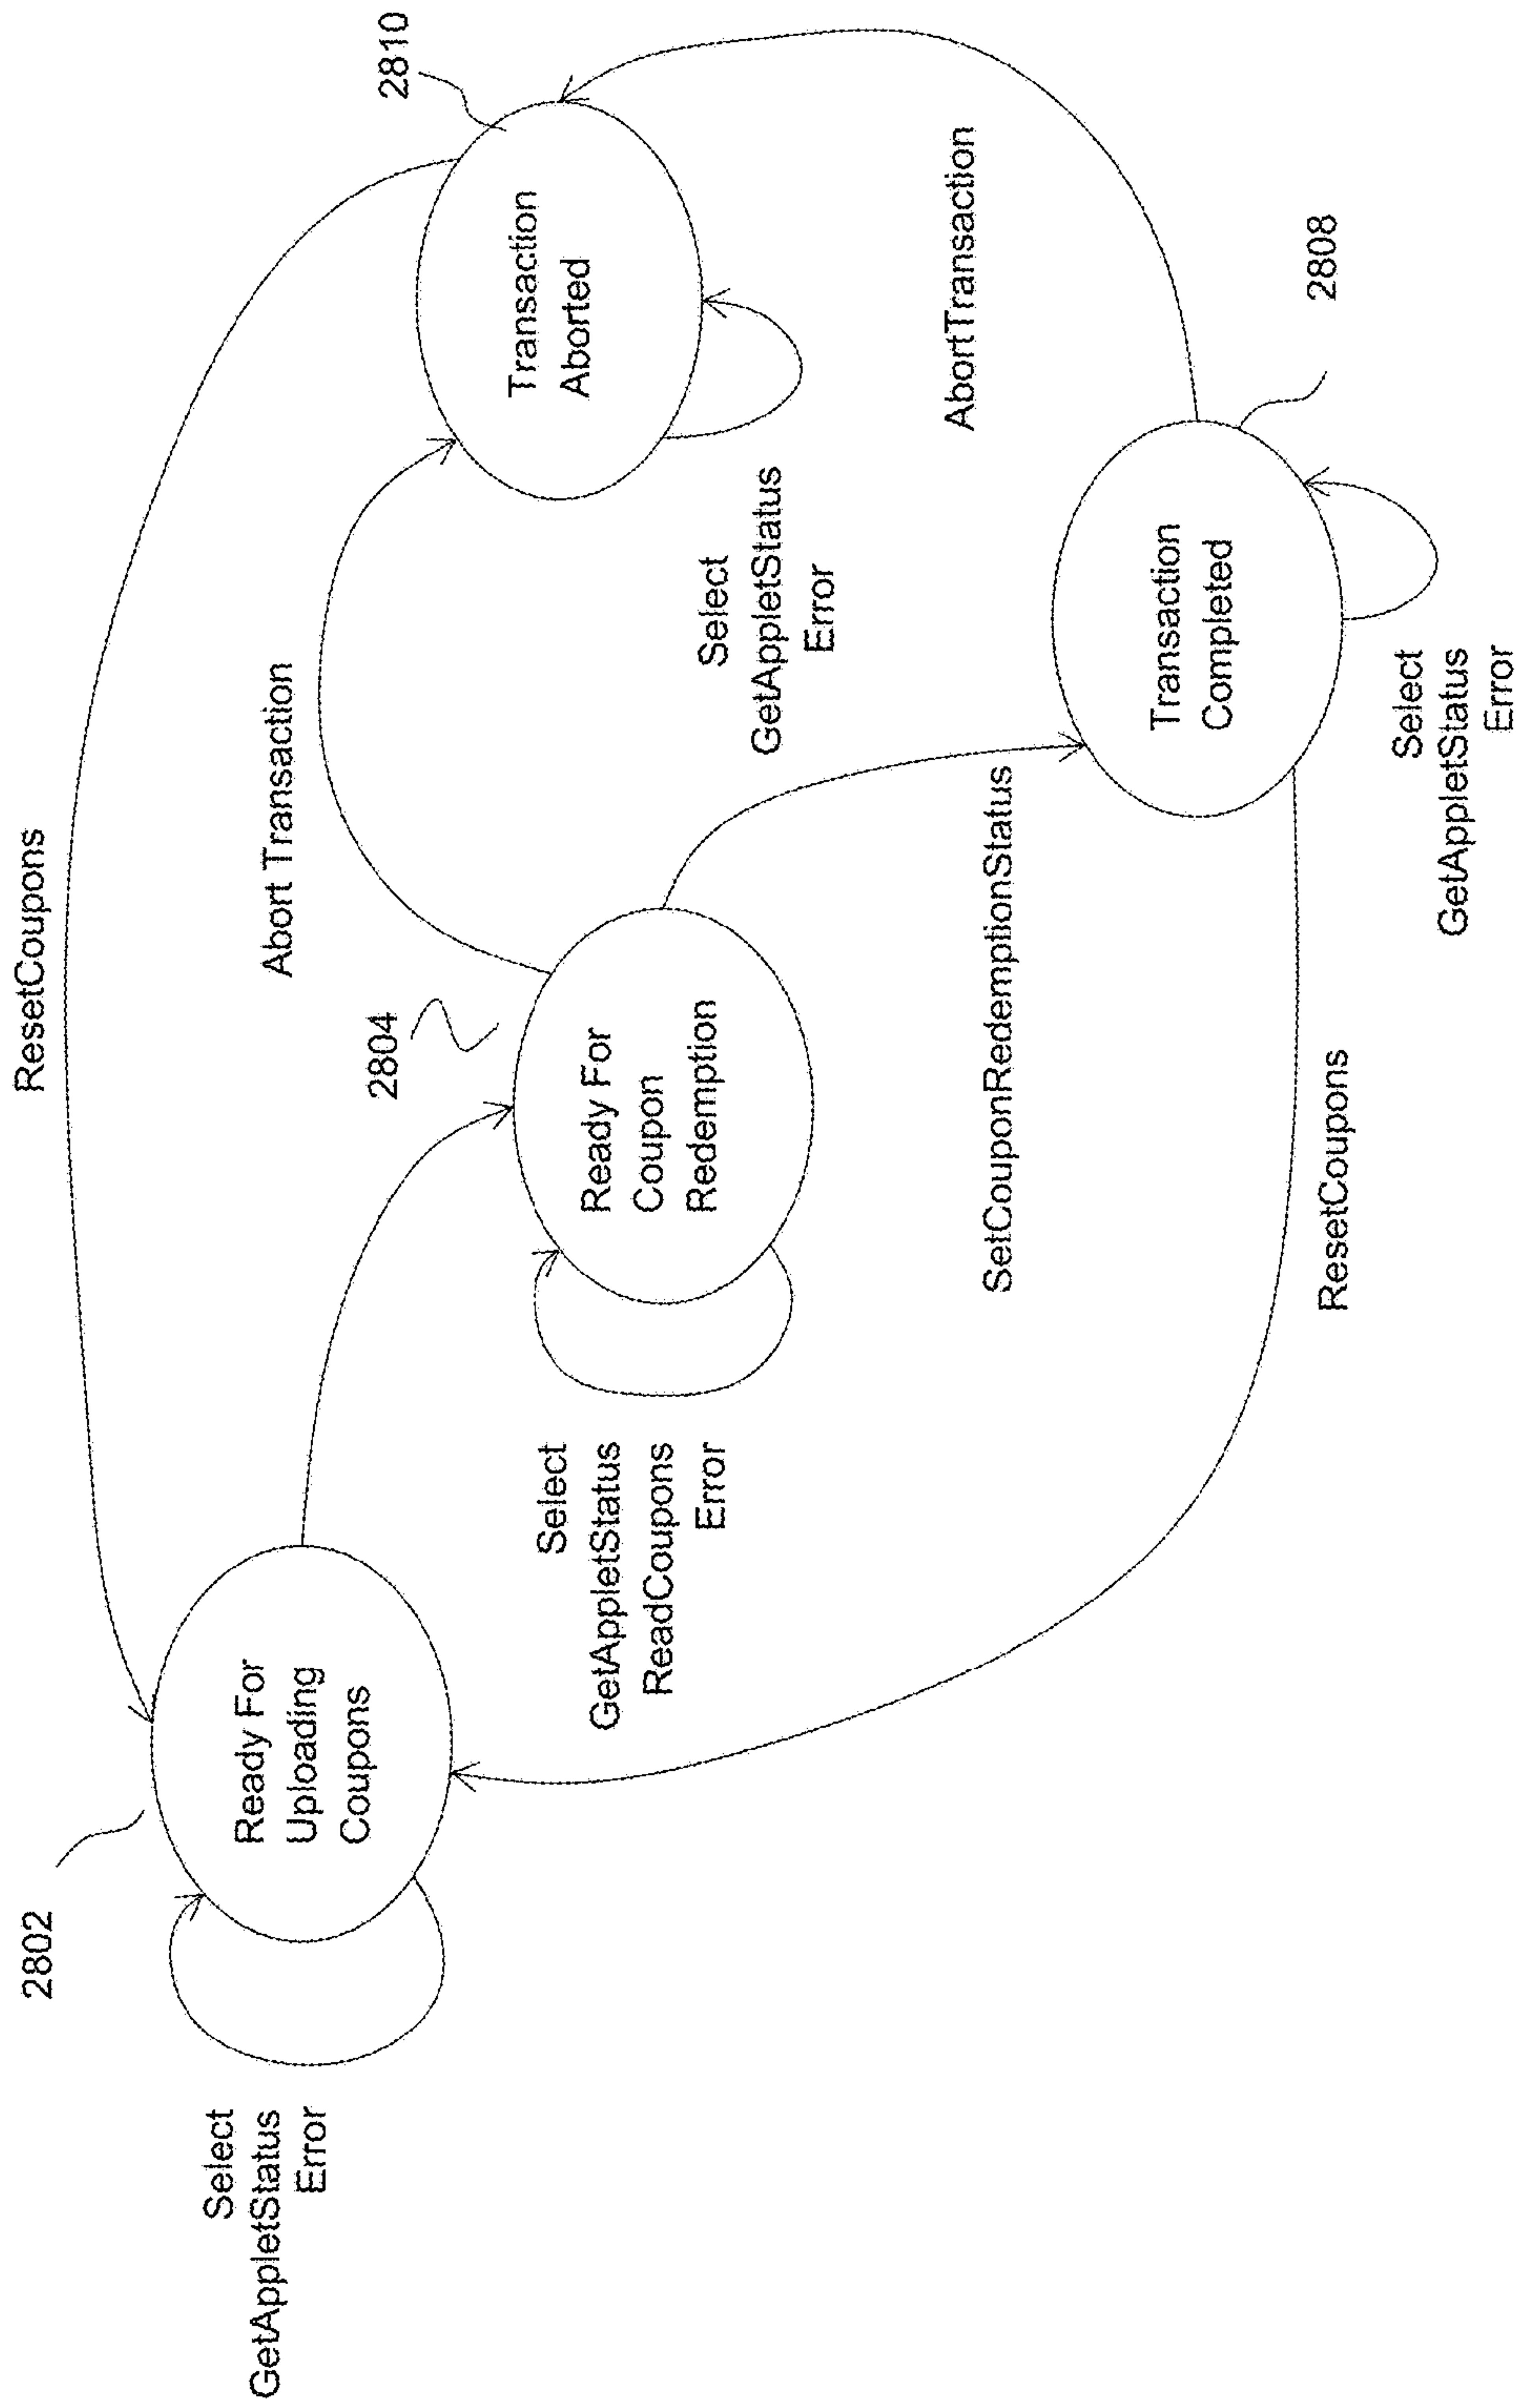 2802
Select
GetAppletStatus
Error
Ready For
Uploading
Coupons
ResetCoupons
2804
Abort Transaction
Select
GetAppletStatus
ReadCoupons
Error
Ready For
Coupon
Redemption
2810
Transaction
Aborted
Select
GetAppletStatus
Error
SetCouponRedemptionStatus
AbortTransaction
ResetCoupons
Transaction
Completed
2808
Select
GetAppletStatus
Error